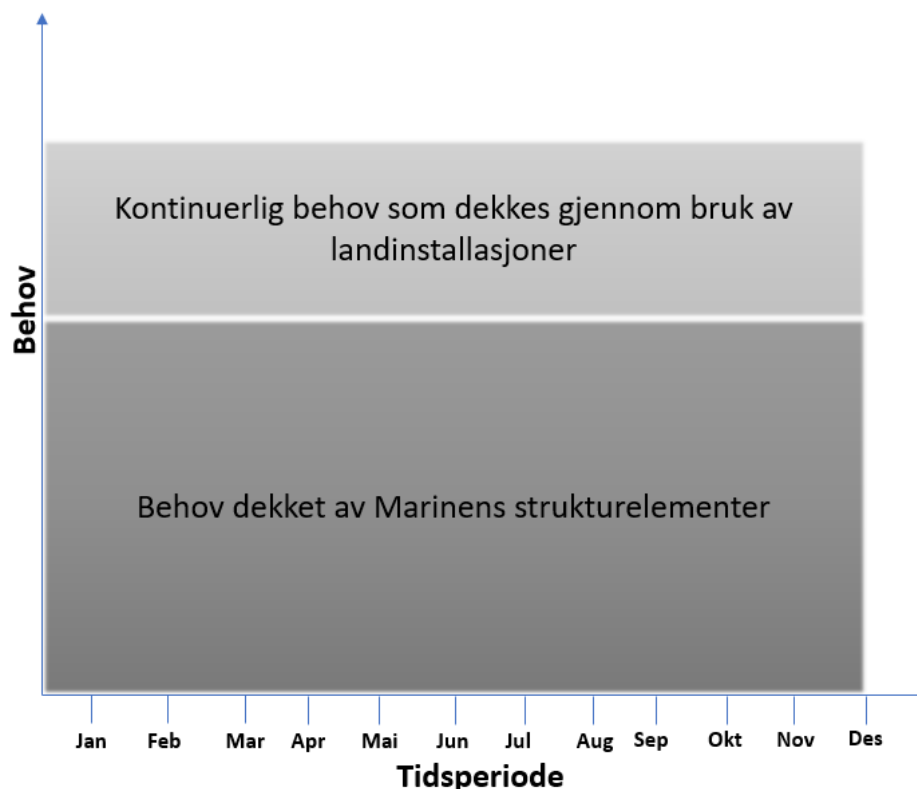 Kontinuerlig behov som dekkes gjennom bruk av
landinstallasjoner
Behov
Behov dekket av Marinens strukturelementer
Jan Feb Mar Apr Mai Jun Jul Aug Sep Okt Nov Des
Tidsperiode